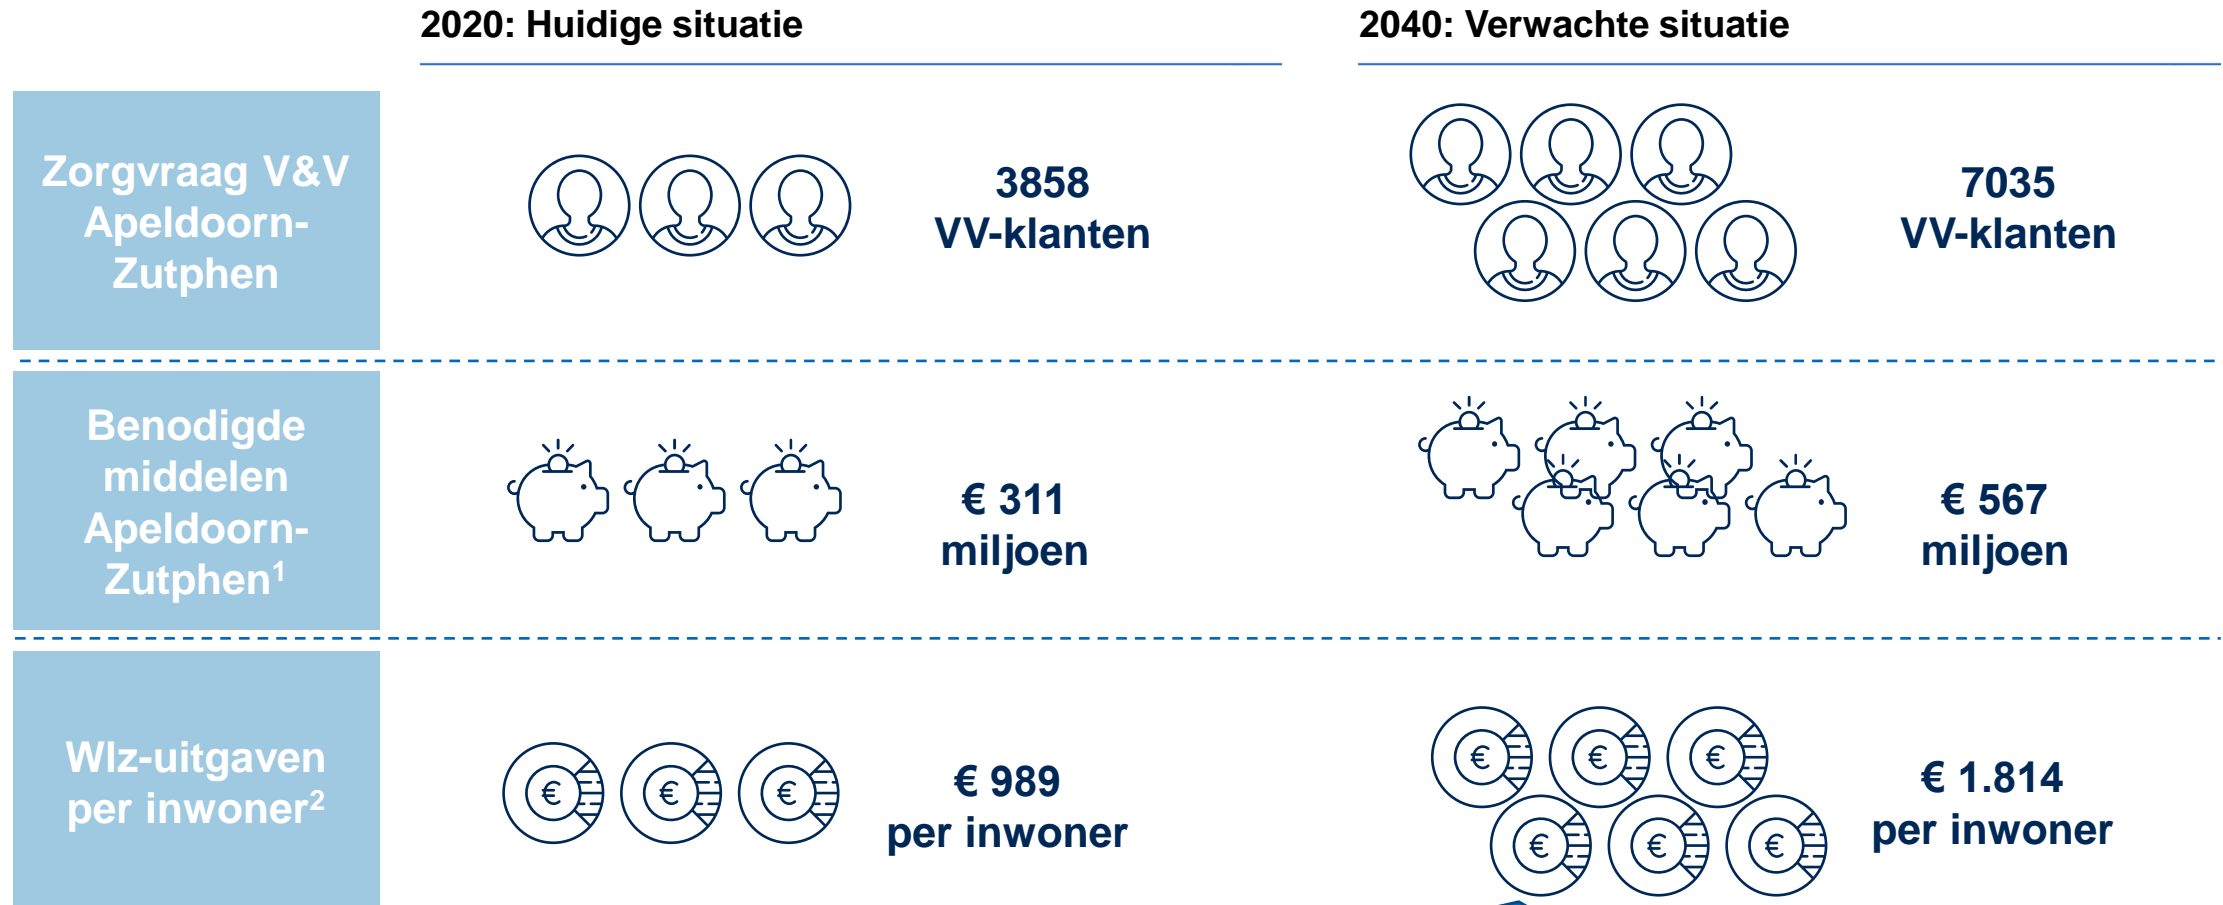 2020: Huidige situatie
2040: Verwachte situatie
Zorgvraag V&V
Apeldoorn-
Zutphen
3858
VV-klanten
7035
VV-klanten
Benodigde
middelen
Apeldoorn-
Zutphen¹
€ 311
miljoen
€ 567
miljoen
Wlz-uitgaven
per inwoner²
€ € €
€ 989
per inwoner
€ € €
€ € €
€ 1.814
per inwoner